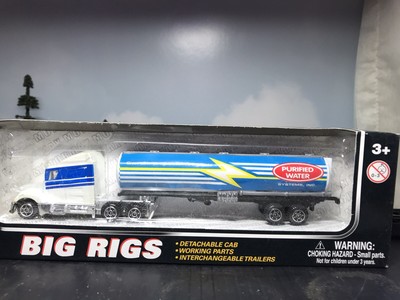 3+
PURIFIED
WATER
SYSTEMS, INC.
BIG RIGS
• DETACHABLE CAB
• WORKING PARTS
• INTERCHANGEABLE TRAILERS
WARNING:
CHOKING HAZARD - Small parts.
Not for children under 3 years.